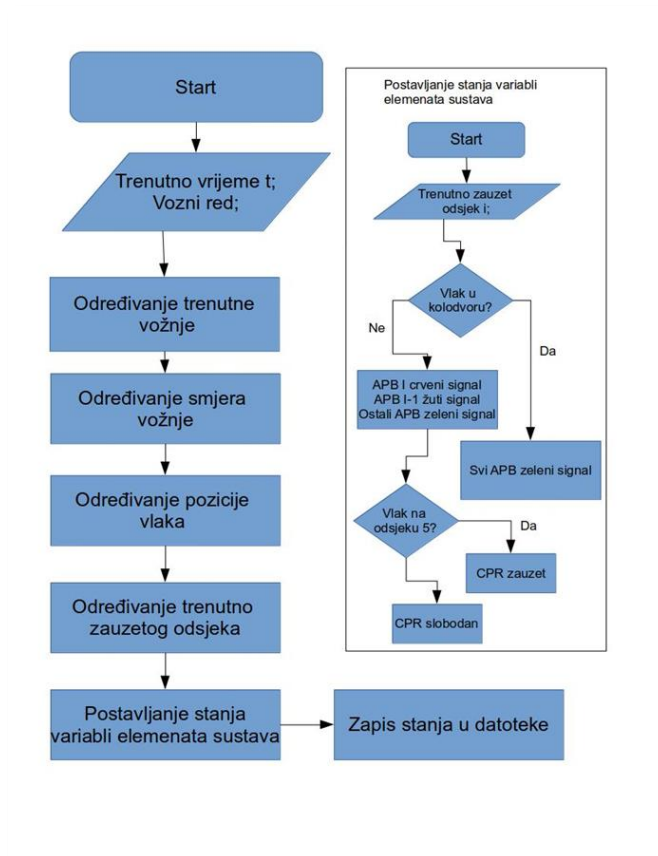 Start
Trenutno vrijeme t;
Vozni red;
Određivanje trenutne
vožnje
Određivanje smjera
vožnje
Određivanje pozicije
vlaka
Određivanje trenutno
zauzetog odsjeka
Postavljanje stanja
variabli elemenata sustava
Zapis stanja u datoteke
Postavljanje stanja variabli
elemenata sustava
Start
Trenutno zauzet
odsjek i;
Vlak u
kolodvoru?
Ne
Da
APB I crveni signal
APB I-1 žuti signal
Ostali APB zeleni signal
Svi APB zeleni signal
Vlak na
odsjeku 5?
Da
CPR zauzet
CPR slobodan